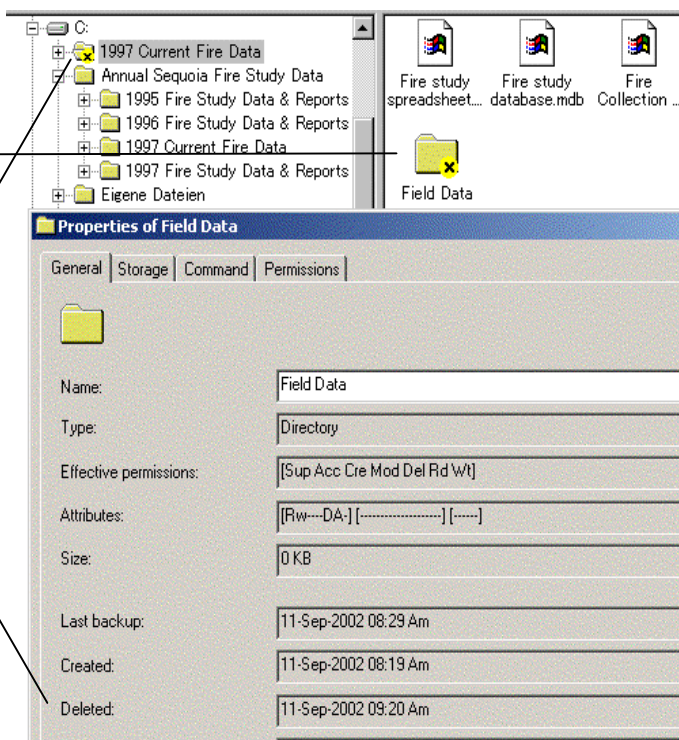 C:
1997 Current Fire Data
Annual Sequoia Fire Study Data
1995 Fire Study Data & Reports
1996 Fire Study Data & Reports
1997 Current Fire Data
1997 Fire Study Data & Reports
Eigene Dateien
Fire study spreadsheet...
Fire study database.mdb
Fire Collection ...
Field Data
Properties of Field Data
General Storage Command Permissions
Name: Field Data
Type: Directory
Effective permissions: [Sup Acc Cre Mod Del Rd Wt]
Attributes: [Rw----DA-] [--------------------] [------]
Size: 0 KB
Last backup: 11-Sep-2002 08:29 Am
Created: 11-Sep-2002 08:19 Am
Deleted: 11-Sep-2002 09:20 Am